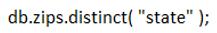 db.zips.distinct( "state" );